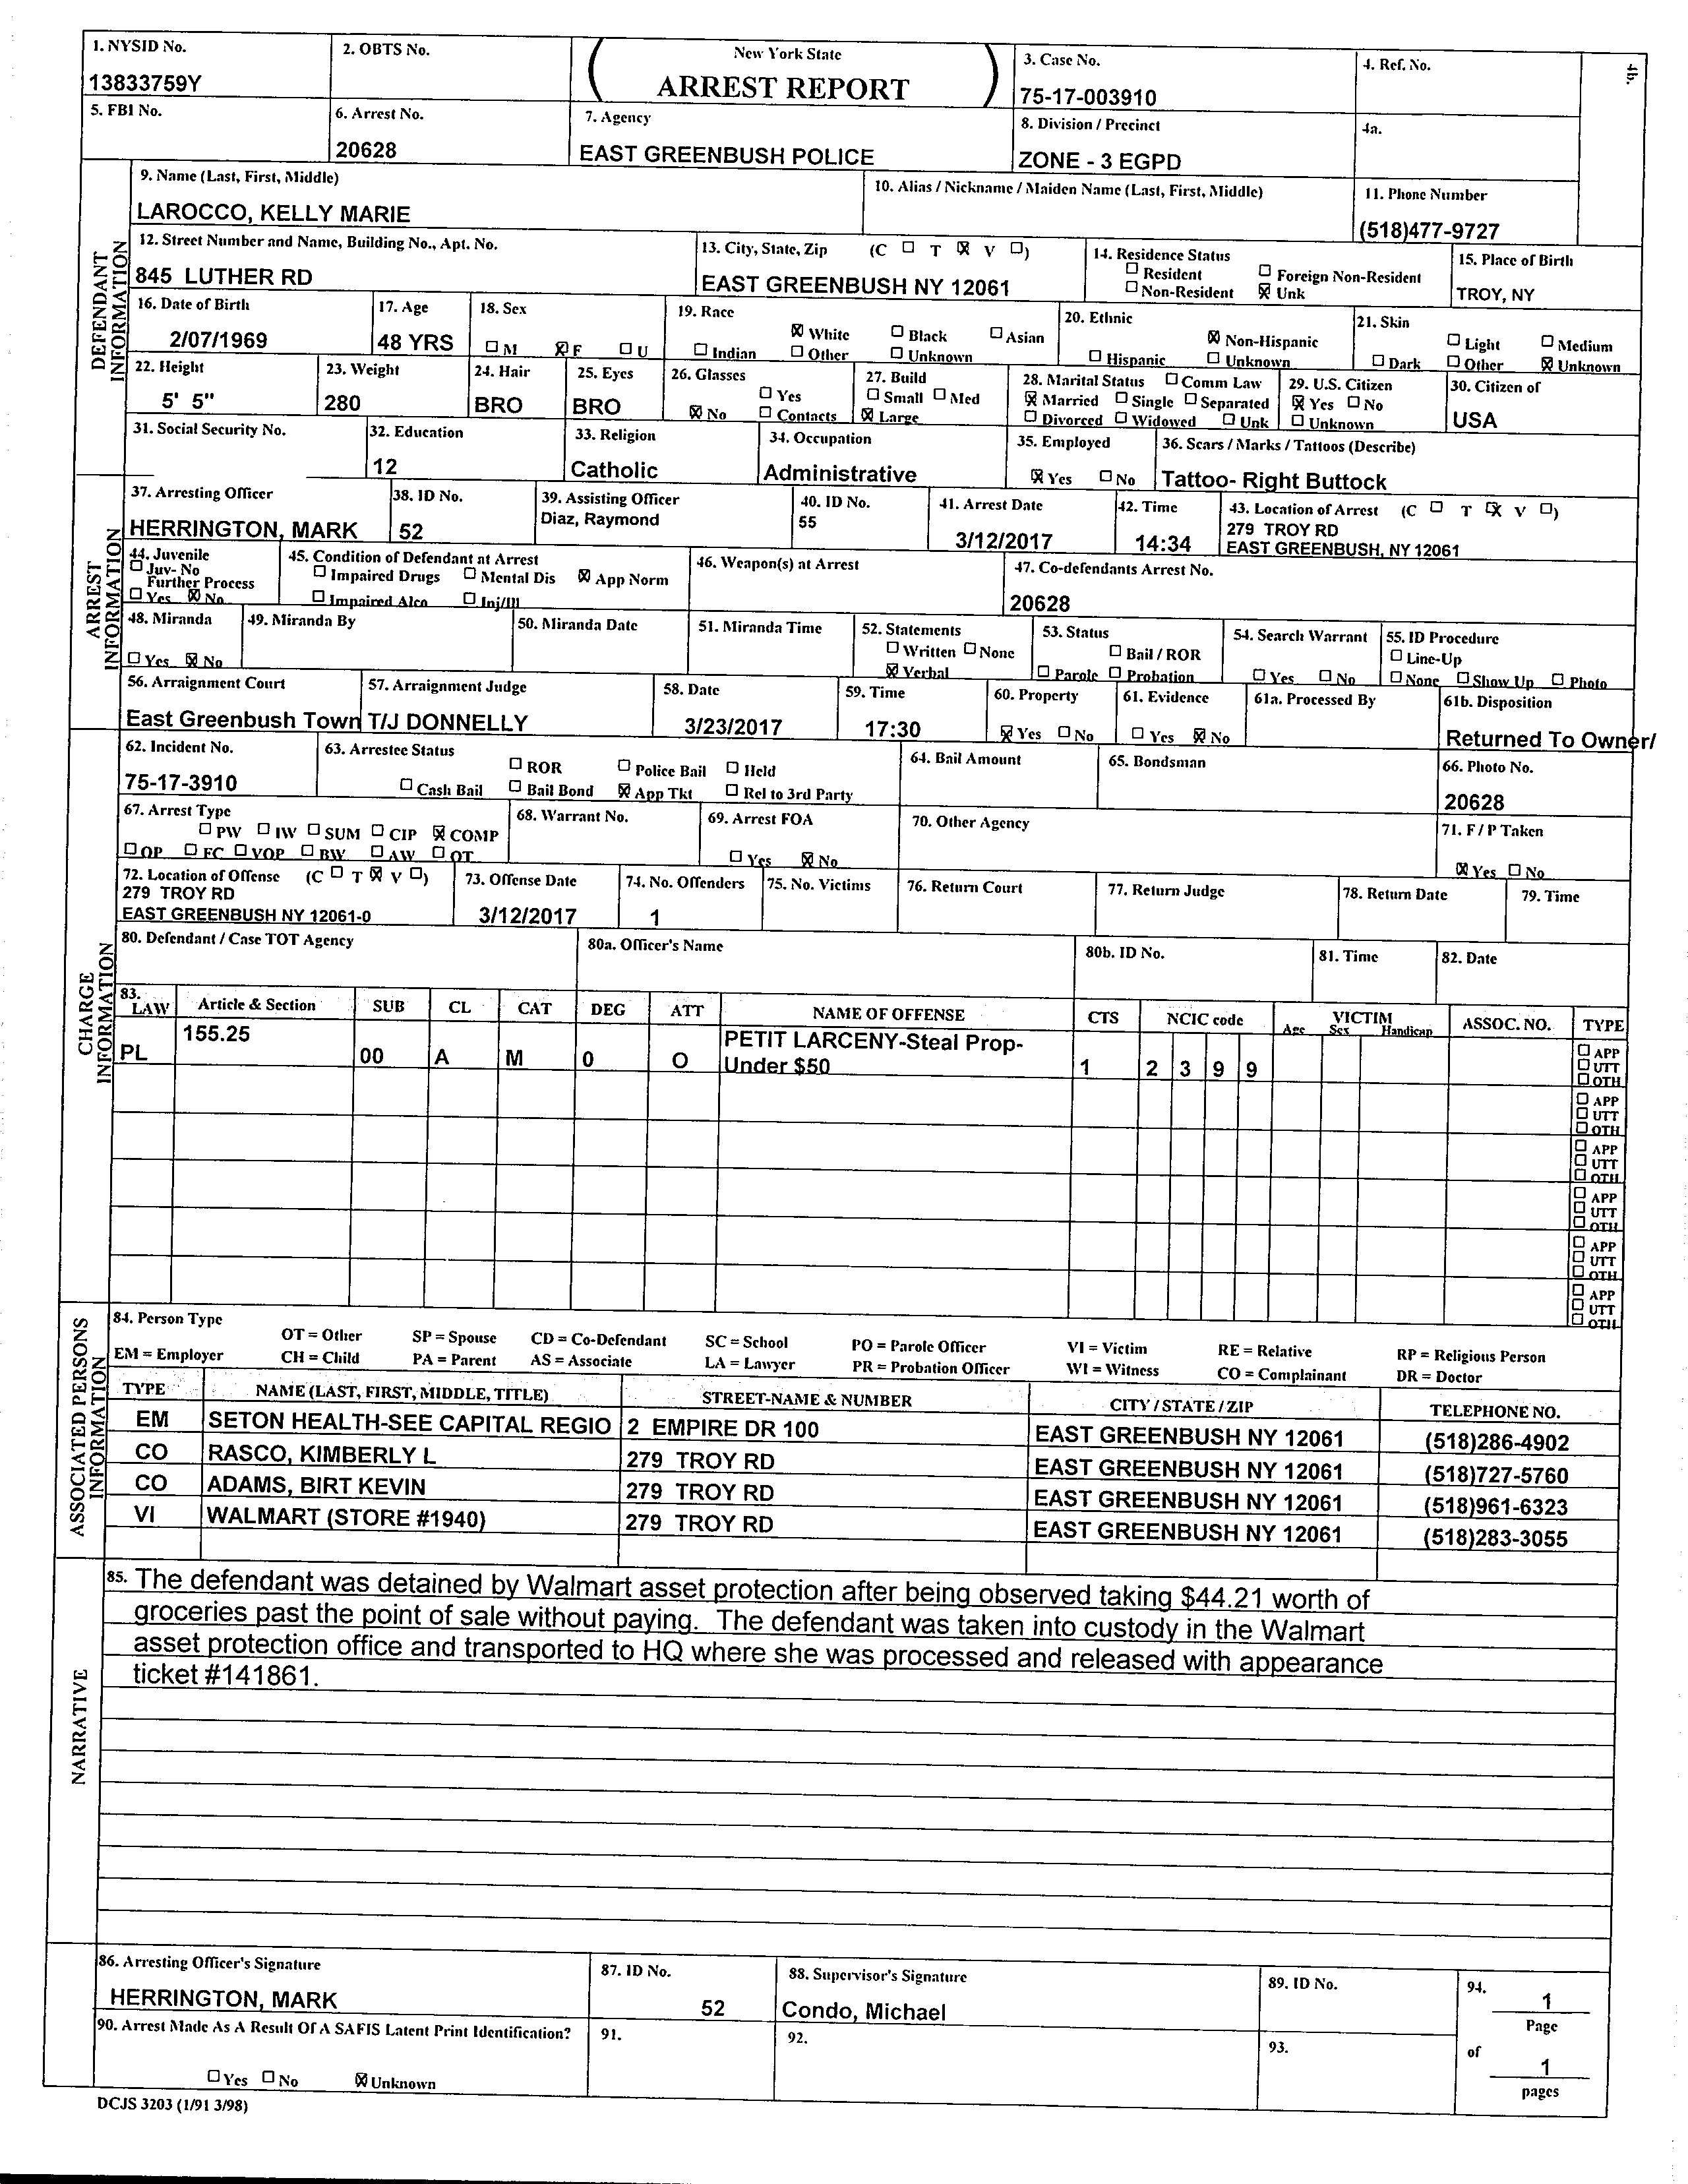 1. NYSID No.
13833759Y
2. OBTS No.
New York State
ARREST REPORT
3. Case No.
75-17-003910
4. Ref. No.
4b.
5. FBI No.
6. Arrest No.
20628
7. Agency
EAST GREENBUSH POLICE
8. Division / Precinct
ZONE - 3 EGPD
4a.
DEFENDANT INFORMATION
9. Name (Last, First, Middle)
LAROCCO, KELLY MARIE
10. Alias / Nickname / Maiden Name (Last, First, Middle)
11. Phone Number
(518)477-9727
12. Street Number and Name, Building No., Apt. No.
845 LUTHER RD
13. City, State, Zip (C ☐ T ☒ V ☐)
EAST GREENBUSH NY 12061
14. Residence Status
☐ Resident ☐ Foreign Non-Resident
☐ Non-Resident ☒ Unk
15. Place of Birth
TROY, NY
16. Date of Birth
2/07/1969
17. Age
48 YRS
18. Sex
☐ M ☒ F ☐ U
19. Race
☒ White ☐ Black ☐ Asian
☐ Indian ☐ Other ☐ Unknown
20. Ethnic
☒ Non-Hispanic
☐ Hispanic ☐ Unknown
21. Skin
☐ Light ☐ Medium
☐ Dark ☐ Other ☒ Unknown
22. Height
5' 5"
23. Weight
280
24. Hair
BRO
25. Eyes
BRO
26. Glasses
☐ Yes
☒ No ☐ Contacts
27. Build
☐ Small ☐ Med
☒ Large
28. Marital Status ☐ Comm Law
☒ Married ☐ Single ☐ Separated
☐ Divorced ☐ Widowed ☐ Unk
29. U.S. Citizen
☒ Yes ☐ No
☐ Unknown
30. Citizen of
USA
31. Social Security No.
32. Education
12
33. Religion
Catholic
34. Occupation
Administrative
35. Employed
☒ Yes ☐ No
36. Scars / Marks / Tattoos (Describe)
Tattoo- Right Buttock
ARREST INFORMATION
37. Arresting Officer
HERRINGTON, MARK
38. ID No.
52
39. Assisting Officer
Diaz, Raymond
40. ID No.
55
41. Arrest Date
3/12/2017
42. Time
14:34
43. Location of Arrest (C ☐ T ☒ V ☐)
279 TROY RD
EAST GREENBUSH, NY 12061
44. Juvenile
☐ Juv- No
Further Process
☐ Yes ☒ No
45. Condition of Defendant at Arrest
☐ Impaired Drugs ☐ Mental Dis ☒ App Norm
☐ Impaired Alco ☐ Inj/Ill
46. Weapon(s) at Arrest
47. Co-defendants Arrest No.
20628
48. Miranda
☐ Yes ☒ No
49. Miranda By
50. Miranda Date
51. Miranda Time
52. Statements
☐ Written ☐ None
☒ Verbal
53. Status
☐ Bail / ROR
☐ Parole ☐ Probation
54. Search Warrant
☐ Yes ☐ No
55. ID Procedure
☐ Line-Up
☐ None ☐ Show Up ☐ Photo
56. Arraignment Court
East Greenbush Town
57. Arraignment Judge
T/J DONNELLY
58. Date
3/23/2017
59. Time
17:30
60. Property
☒ Yes ☐ No
61. Evidence
☐ Yes ☒ No
61a. Processed By
61b. Disposition
Returned To Owner/
CHARGE INFORMATION
62. Incident No.
75-17-3910
63. Arrestee Status
☐ ROR ☐ Police Bail ☐ Held
☐ Cash Bail ☐ Bail Bond ☒ App Tkt ☐ Rel to 3rd Party
64. Bail Amount
65. Bondsman
66. Photo No.
20628
67. Arrest Type
☐ PW ☐ IW ☐ SUM ☐ CIP ☒ COMP
☐ OP ☐ FC ☐ VOP ☐ BW ☐ AW ☐ OT
68. Warrant No.
69. Arrest FOA
☐ Yes ☒ No
70. Other Agency
71. F / P Taken
☒ Yes ☐ No
72. Location of Offense (C ☐ T ☒ V ☐)
279 TROY RD
EAST GREENBUSH NY 12061-0
73. Offense Date
3/12/2017
74. No. Offenders
1
75. No. Victims
76. Return Court
77. Return Judge
78. Return Date
79. Time
80. Defendant / Case TOT Agency
80a. Officer's Name
80b. ID No.
81. Time
82. Date
83. LAW Article & Section SUB CL CAT DEG ATT NAME OF OFFENSE CTS NCIC code VICTIM Age Sex Handicap ASSOC. NO. TYPE
PL 155.25 00 A M 0 O PETIT LARCENY-Steal Prop-
Under $50 1 2 3 9 9
☐ APP
☐ UTT
☐ OTH
☐ APP
☐ UTT
☐ OTH
☐ APP
☐ UTT
☐ OTH
☐ APP
☐ UTT
☐ OTH
☐ APP
☐ UTT
☐ OTH
☐ APP
☐ UTT
☐ OTH
ASSOCIATED PERSONS INFORMATION
84. Person Type
OT = Other SP = Spouse CD = Co-Defendant SC = School PO = Parole Officer VI = Victim RE = Relative RP = Religious Person
EM = Employer CH = Child PA = Parent AS = Associate LA = Lawyer PR = Probation Officer WI = Witness CO = Complainant DR = Doctor
TYPE NAME (LAST, FIRST, MIDDLE, TITLE) STREET-NAME & NUMBER CITY / STATE / ZIP TELEPHONE NO.
EM SETON HEALTH-SEE CAPITAL REGIO 2 EMPIRE DR 100 EAST GREENBUSH NY 12061 (518)286-4902
CO RASCO, KIMBERLY L 279 TROY RD EAST GREENBUSH NY 12061 (518)727-5760
CO ADAMS, BIRT KEVIN 279 TROY RD EAST GREENBUSH NY 12061 (518)961-6323
VI WALMART (STORE #1940) 279 TROY RD EAST GREENBUSH NY 12061 (518)283-3055
NARRATIVE
85. The defendant was detained by Walmart asset protection after being observed taking $44.21 worth of
groceries past the point of sale without paying. The defendant was taken into custody in the Walmart
asset protection office and transported to HQ where she was processed and released with appearance
ticket #141861.
86. Arresting Officer's Signature
HERRINGTON, MARK
87. ID No.
52
88. Supervisor's Signature
Condo, Michael
89. ID No.
94.
1
Page
of
1
pages
90. Arrest Made As A Result Of A SAFIS Latent Print Identification?
☐ Yes ☐ No ☒ Unknown
91.
92.
93.
DCJS 3203 (1/91 3/98)